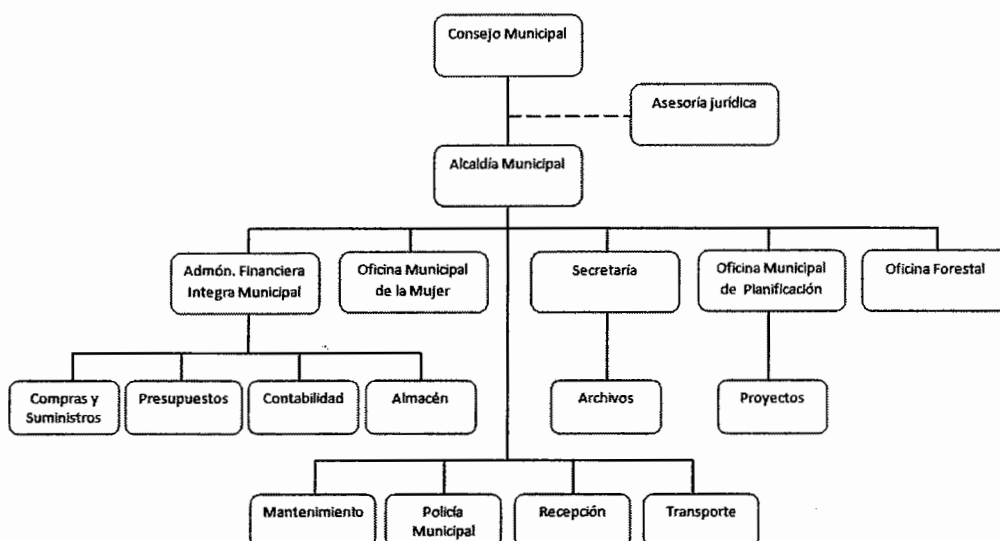 Consejo Municipal
Asesoría jurídica
Alcaldía Municipal
Admón. Financiera
Integra Municipal
Oficina Municipal
de la Mujer
Secretaría
Oficina Municipal
de Planificación
Oficina Forestal
Compras y
Suministros
Presupuestos
Contabilidad
Almacén
Archivos
Proyectos
Mantenimiento
Policía
Municipal
Recepción
Transporte